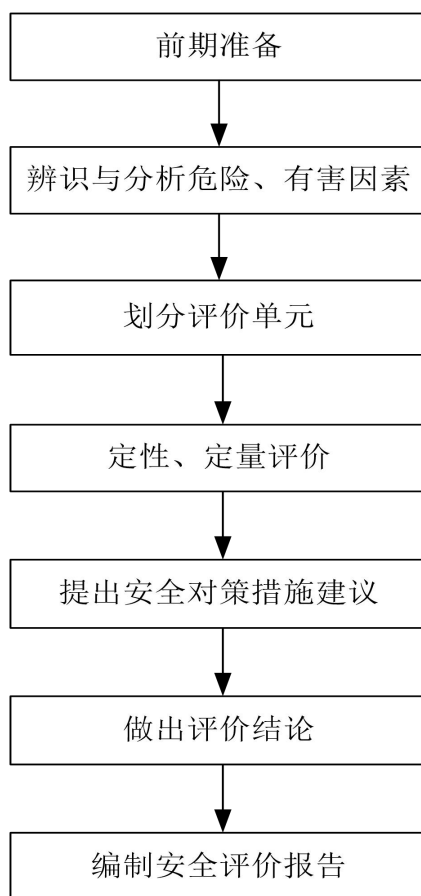 前期准备
辨识与分析危险、有害因素
划分评价单元
定性、定量评价
提出安全对策措施建议
做出评价结论
编制安全评价报告